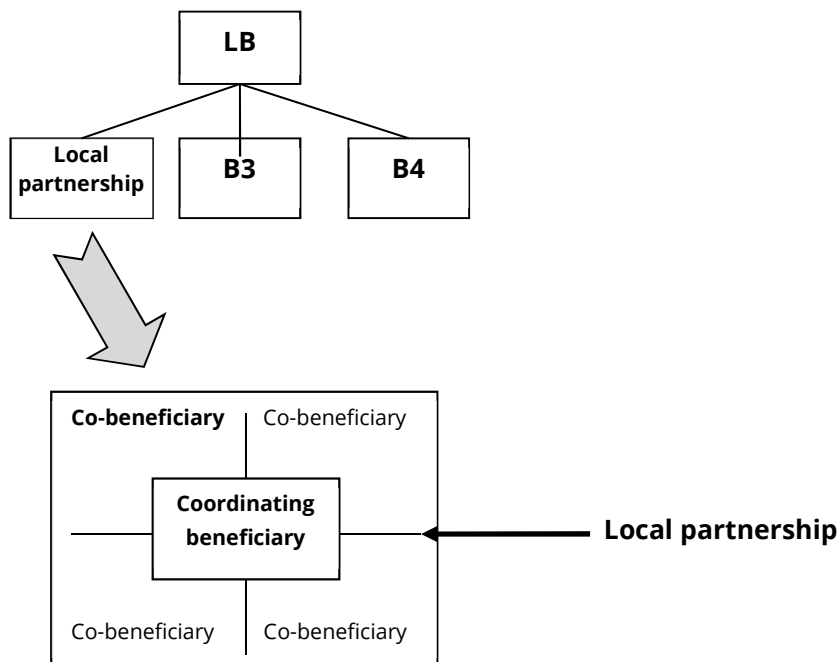 LB
Local
partnership
B3
B4
Co-beneficiary
Co-beneficiary
Coordinating
beneficiary
Local partnership
Co-beneficiary
Co-beneficiary